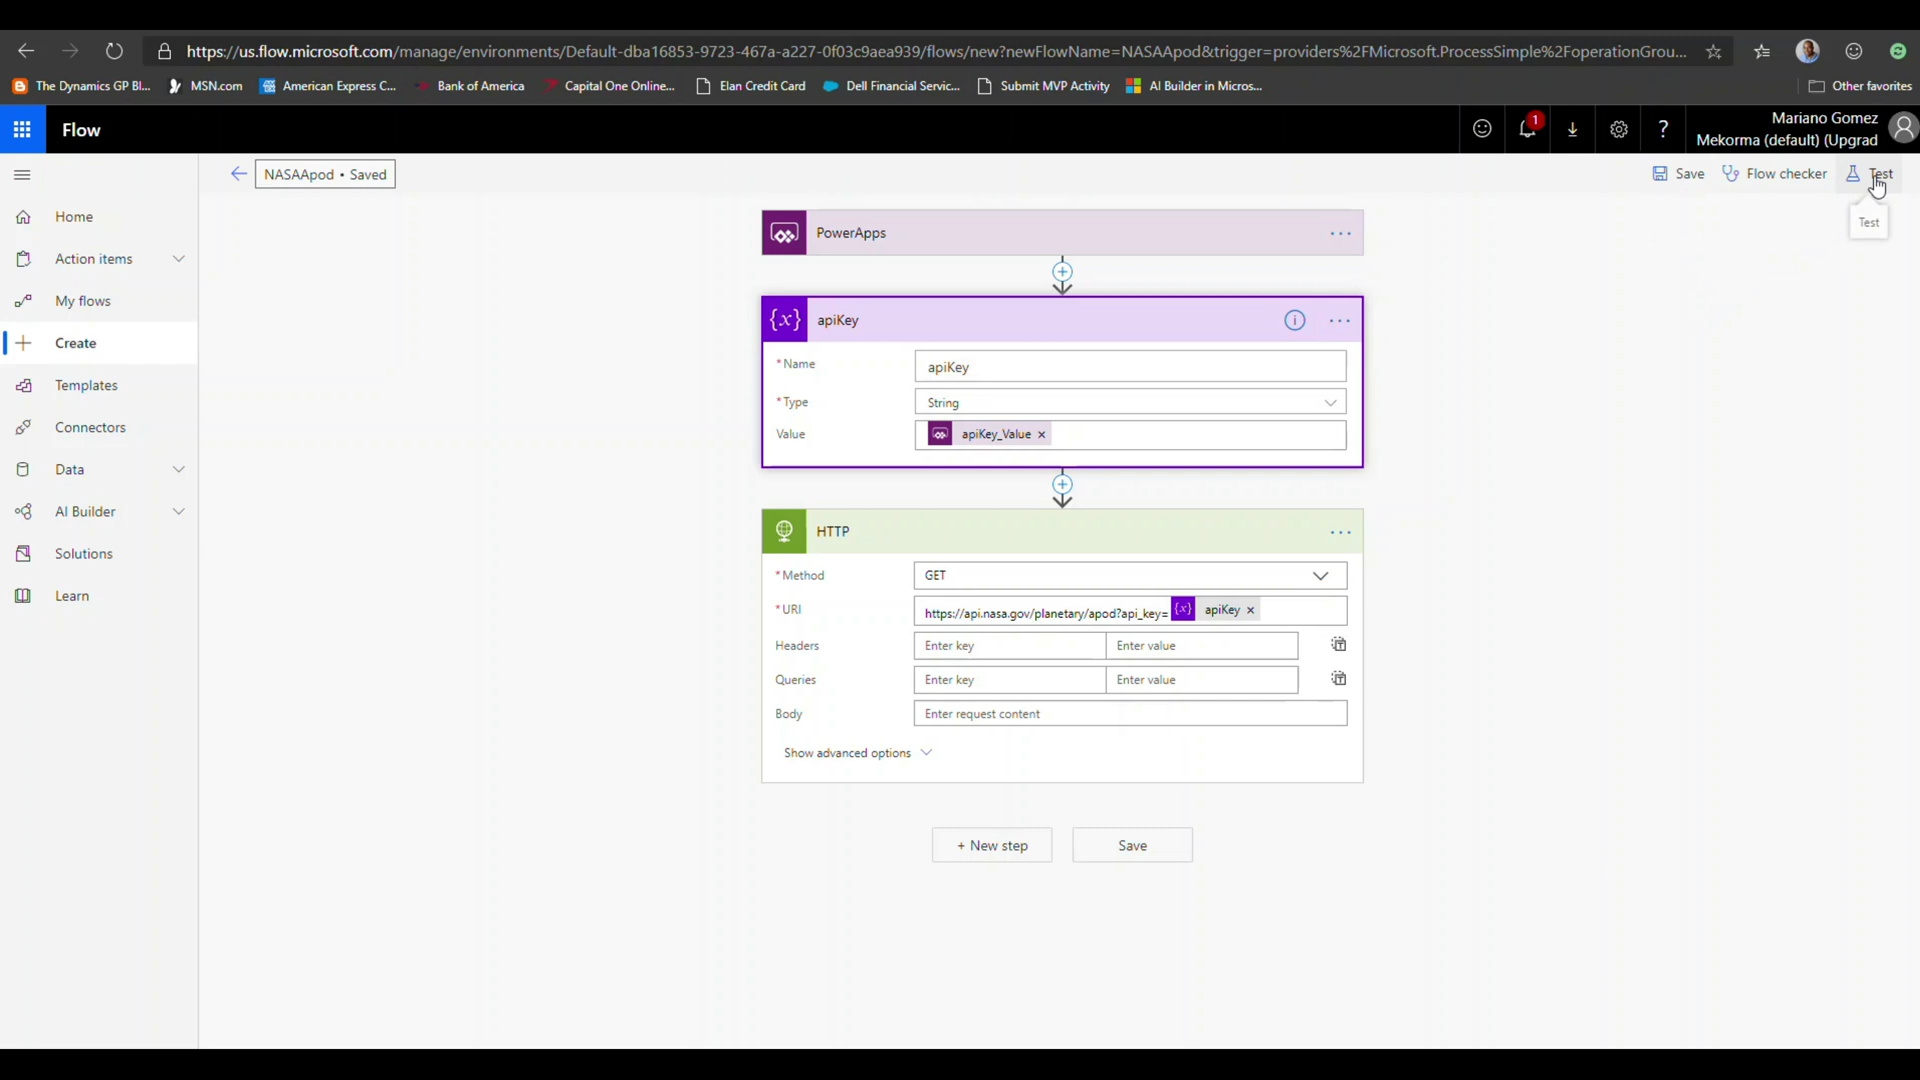 https://us.flow.microsoft.com/manage/environments/Default-dba16853-9723-467a-a227-0f03c9aea939/flows/new?newFlowName=NASAApod&trigger=providers%2FMicrosoft.ProcessSimple%2FoperationGrou...
The Dynamics GP Bl... MSN.com American Express C... Bank of America Capital One Online... Elan Credit Card Dell Financial Servic... Submit MVP Activity AI Builder in Micros... Other favorites
Flow
1
?
Mariano Gomez
Mekorma (default) (Upgrad
NASAApod • Saved
Save Flow checker Test
Test
Home
Action items
My flows
Create
Templates
Connectors
Data
AI Builder
Solutions
Learn
PowerApps ...
{x} apiKey ...
* Name apiKey
* Type String
Value apiKey_Value ×
HTTP ...
* Method GET
* URI https://api.nasa.gov/planetary/apod?api_key= {x} apiKey ×
Headers Enter key Enter value
Queries Enter key Enter value
Body Enter request content
Show advanced options
+ New step Save